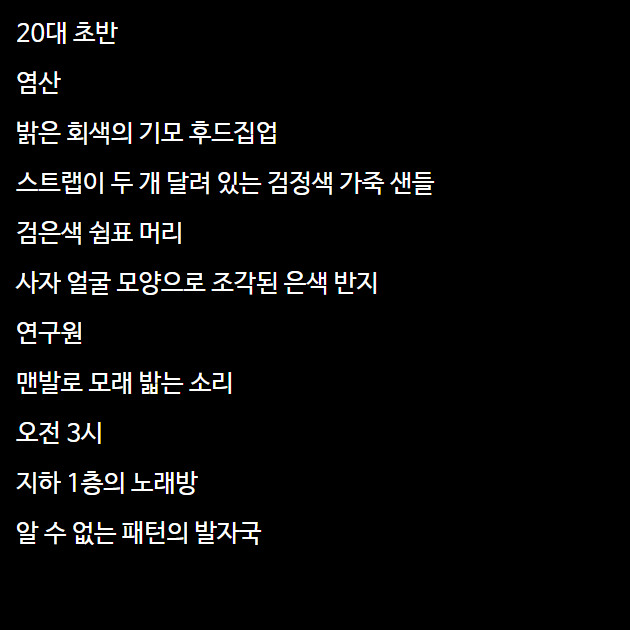 20대 초반
염산
밝은 회색의 기모 후드집업
스트랩이 두 개 달려 있는 검정색 가죽 샌들
검은색 쉼표 머리
사자 얼굴 모양으로 조각된 은색 반지
연구원
맨발로 모래 밟는 소리
오전 3시
지하 1층의 노래방
알 수 없는 패턴의 발자국